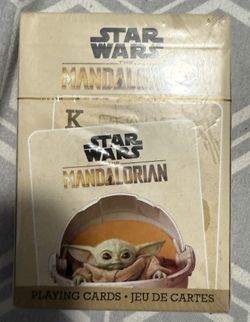 STAR
WARS
THE
MANDALORIAN
K
STAR
WARS
THE
MANDALORIAN
PLAYING CARDS • JEU DE CARTES